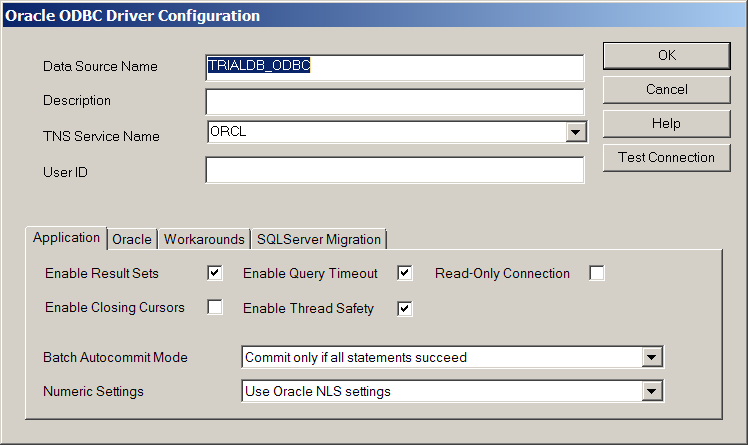 Oracle ODBC Driver Configuration
Data Source Name TRIALDB_ODBC OK
Description Cancel
TNS Service Name ORCL Help
User ID Test Connection
Application Oracle Workarounds SQLServer Migration
Enable Result Sets Enable Query Timeout Read-Only Connection
Enable Closing Cursors Enable Thread Safety
Batch Autocommit Mode Commit only if all statements succeed
Numeric Settings Use Oracle NLS settings